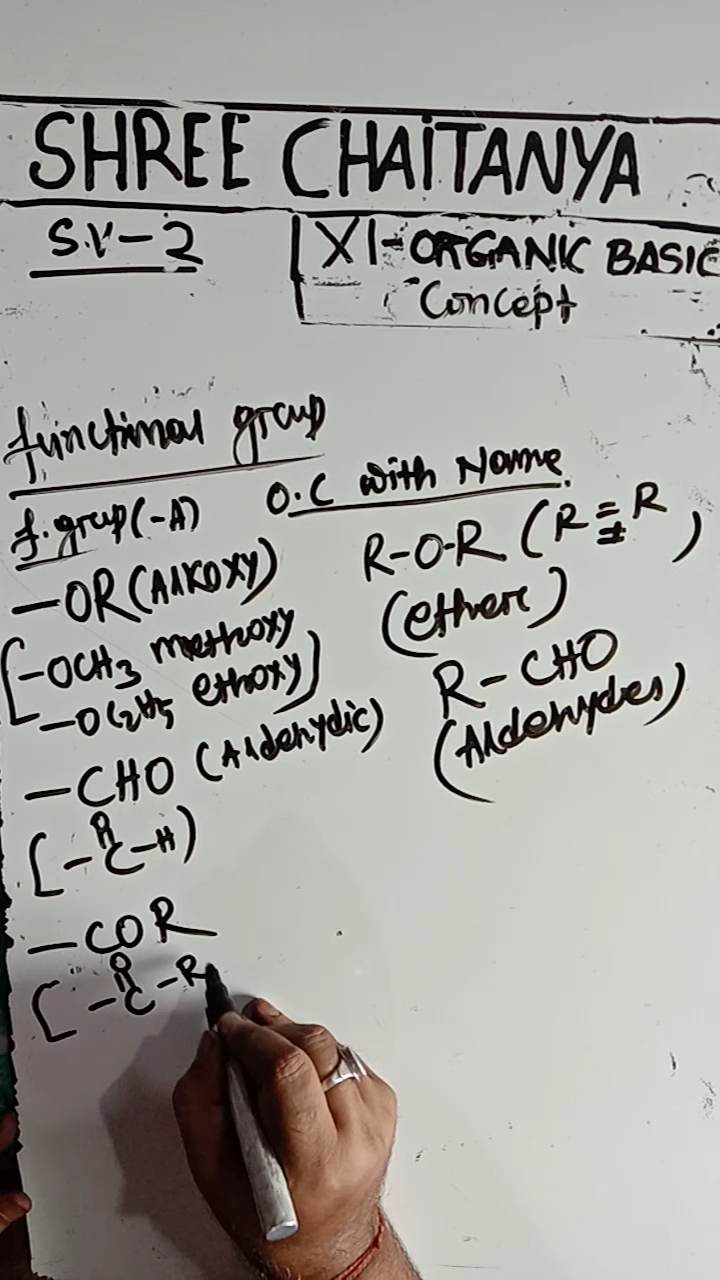 SHREE CHAITANYA
S.V-2
XI-ORGANIC BASIC
Concept
functional group
f.group(-A) O.C with Name.
-OR(AlKOXY) R-O-R (R = R)
(ether)
[-OCH3 methoxy
-OC2H5 ethoxy)
R-CHO
(Aldehydes)
-CHO (Aldehydic)
[-C-H)
-COR
O
[-C-R